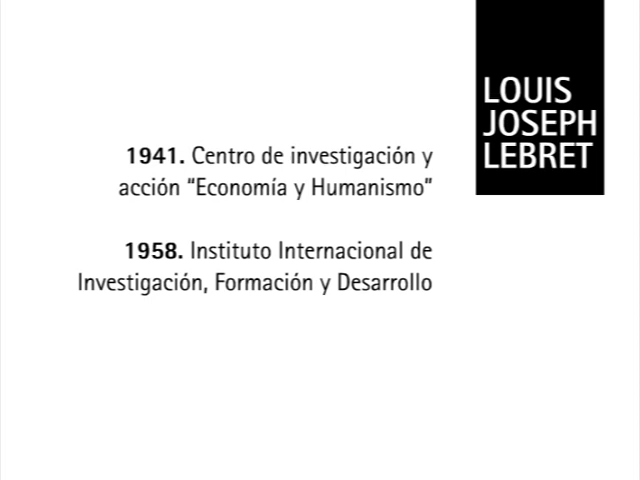 LOUIS
JOSEPH
LEBRET
1941. Centro de investigación y
acción "Economía y Humanismo"
1958. Instituto Internacional de
Investigación, Formación y Desarrollo